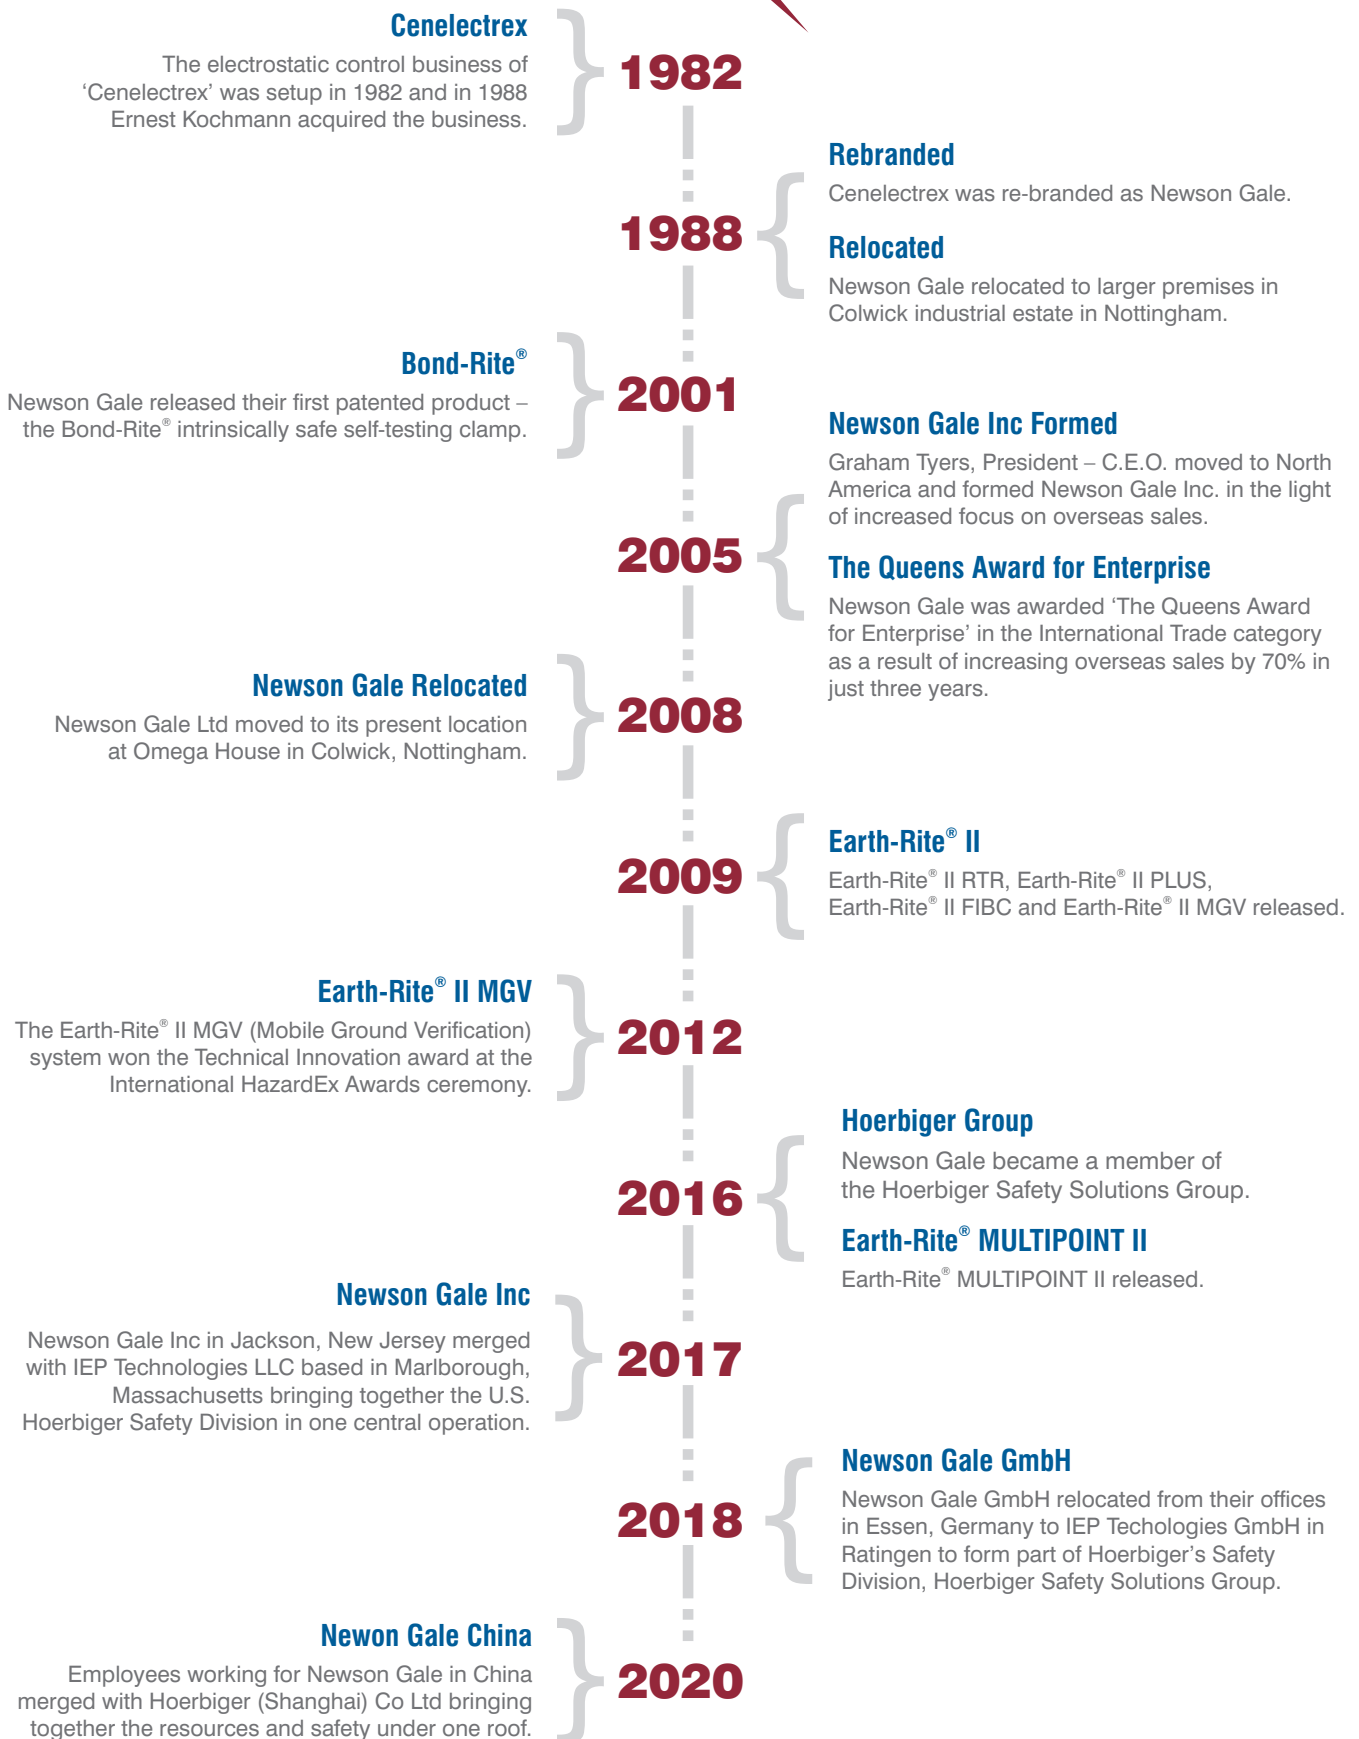 Cenelectrex
The electrostatic control business of
‘Cenelectrex’ was setup in 1982 and in 1988
Ernest Kochmann acquired the business.
1982
Rebranded
Cenelectrex was re-branded as Newson Gale.
1988
Relocated
Newson Gale relocated to larger premises in
Colwick industrial estate in Nottingham.
Bond-Rite®
Newson Gale released their first patented product –
the Bond-Rite® intrinsically safe self-testing clamp.
2001
Newson Gale Inc Formed
Graham Tyers, President – C.E.O. moved to North
America and formed Newson Gale Inc. in the light
of increased focus on overseas sales.
2005
The Queens Award for Enterprise
Newson Gale was awarded ‘The Queens Award
for Enterprise’ in the International Trade category
as a result of increasing overseas sales by 70% in
just three years.
Newson Gale Relocated
Newson Gale Ltd moved to its present location
at Omega House in Colwick, Nottingham.
2008
Earth-Rite® II
Earth-Rite® II RTR, Earth-Rite® II PLUS,
Earth-Rite® II FIBC and Earth-Rite® II MGV released.
2009
Earth-Rite® II MGV
The Earth-Rite® II MGV (Mobile Ground Verification)
system won the Technical Innovation award at the
International HazardEx Awards ceremony.
2012
Hoerbiger Group
Newson Gale became a member of
the Hoerbiger Safety Solutions Group.
2016
Earth-Rite® MULTIPOINT II
Earth-Rite® MULTIPOINT II released.
Newson Gale Inc
Newson Gale Inc in Jackson, New Jersey merged
with IEP Technologies LLC based in Marlborough,
Massachusetts bringing together the U.S.
Hoerbiger Safety Division in one central operation.
2017
Newson Gale GmbH
Newson Gale GmbH relocated from their offices
in Essen, Germany to IEP Techologies GmbH in
Ratingen to form part of Hoerbiger’s Safety
Division, Hoerbiger Safety Solutions Group.
2018
Newon Gale China
Employees working for Newson Gale in China
merged with Hoerbiger (Shanghai) Co Ltd bringing
together the resources and safety under one roof.
2020